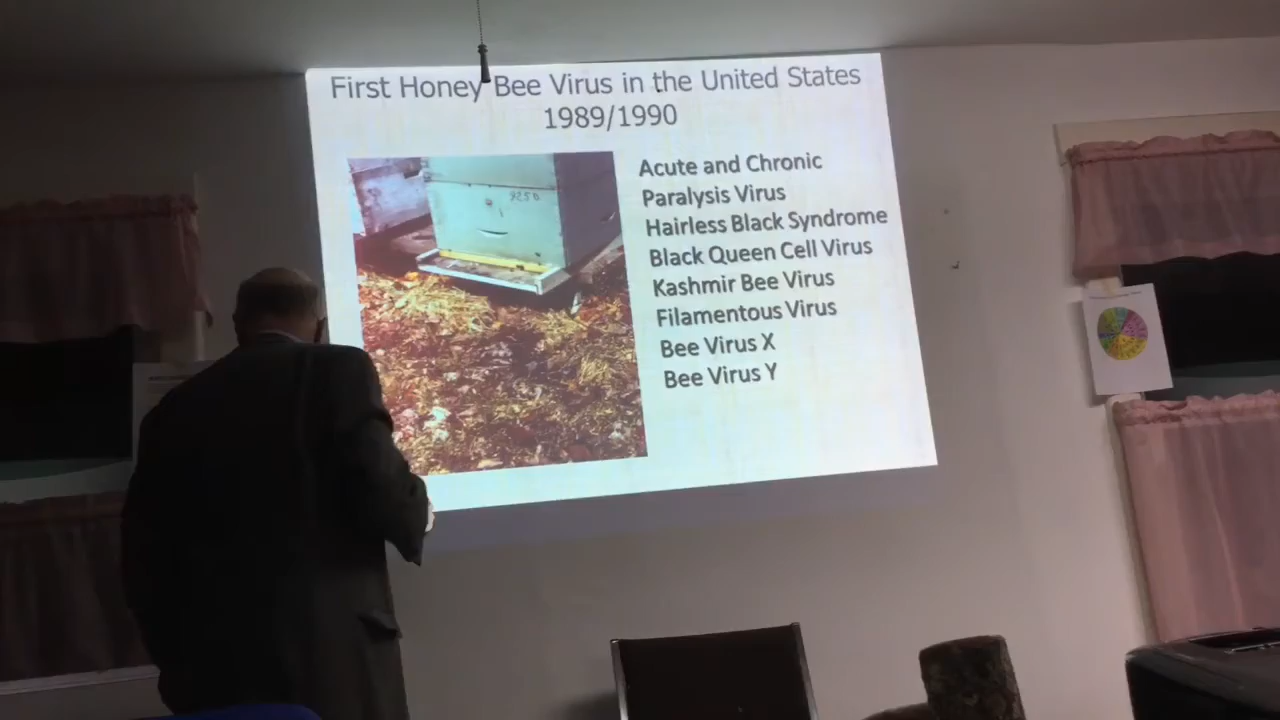 First Honey Bee Virus in the United States
1989/1990
9250
Acute and Chronic
Paralysis Virus
Hairless Black Syndrome
Black Queen Cell Virus
Kashmir Bee Virus
Filamentous Virus
Bee Virus X
Bee Virus Y